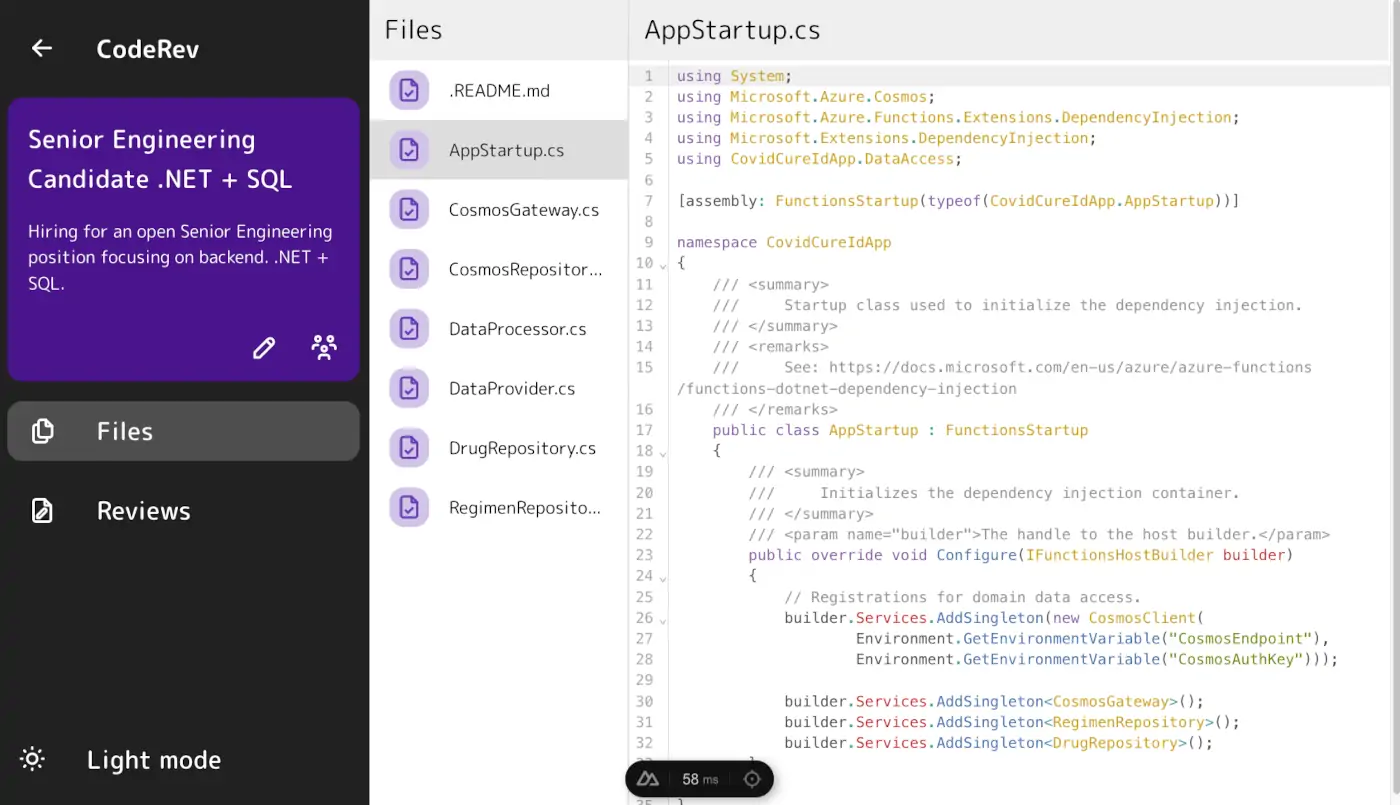 CodeRev
Senior Engineering
Candidate .NET + SQL
Hiring for an open Senior Engineering
position focusing on backend. .NET +
SQL.
Files
Reviews
Light mode
Files
.README.md
AppStartup.cs
CosmosGateway.cs
CosmosRepositor...
DataProcessor.cs
DataProvider.cs
DrugRepository.cs
RegimenReposito...
AppStartup.cs
1 using System;
2 using Microsoft.Azure.Cosmos;
3 using Microsoft.Azure.Functions.Extensions.DependencyInjection;
4 using Microsoft.Extensions.DependencyInjection;
5 using CovidCureIdApp.DataAccess;
6
7 [assembly: FunctionsStartup(typeof(CovidCureIdApp.AppStartup))]
8
9 namespace CovidCureIdApp
10 {
11 /// <summary>
12 /// Startup class used to initialize the dependency injection.
13 /// </summary>
14 /// <remarks>
15 /// See: https://docs.microsoft.com/en-us/azure/azure-functions
/functions-dotnet-dependency-injection
16 /// </remarks>
17 public class AppStartup : FunctionsStartup
18 {
19 /// <summary>
20 /// Initializes the dependency injection container.
21 /// </summary>
22 /// <param name="builder">The handle to the host builder.</param>
23 public override void Configure(IFunctionsHostBuilder builder)
24 {
25 // Registrations for domain data access.
26 builder.Services.AddSingleton(new CosmosClient(
27 Environment.GetEnvironmentVariable("CosmosEndpoint"),
28 Environment.GetEnvironmentVariable("CosmosAuthKey")));
29
30 builder.Services.AddSingleton<CosmosGateway>();
31 builder.Services.AddSingleton<RegimenRepository>();
32 builder.Services.AddSingleton<DrugRepository>();
58 ms